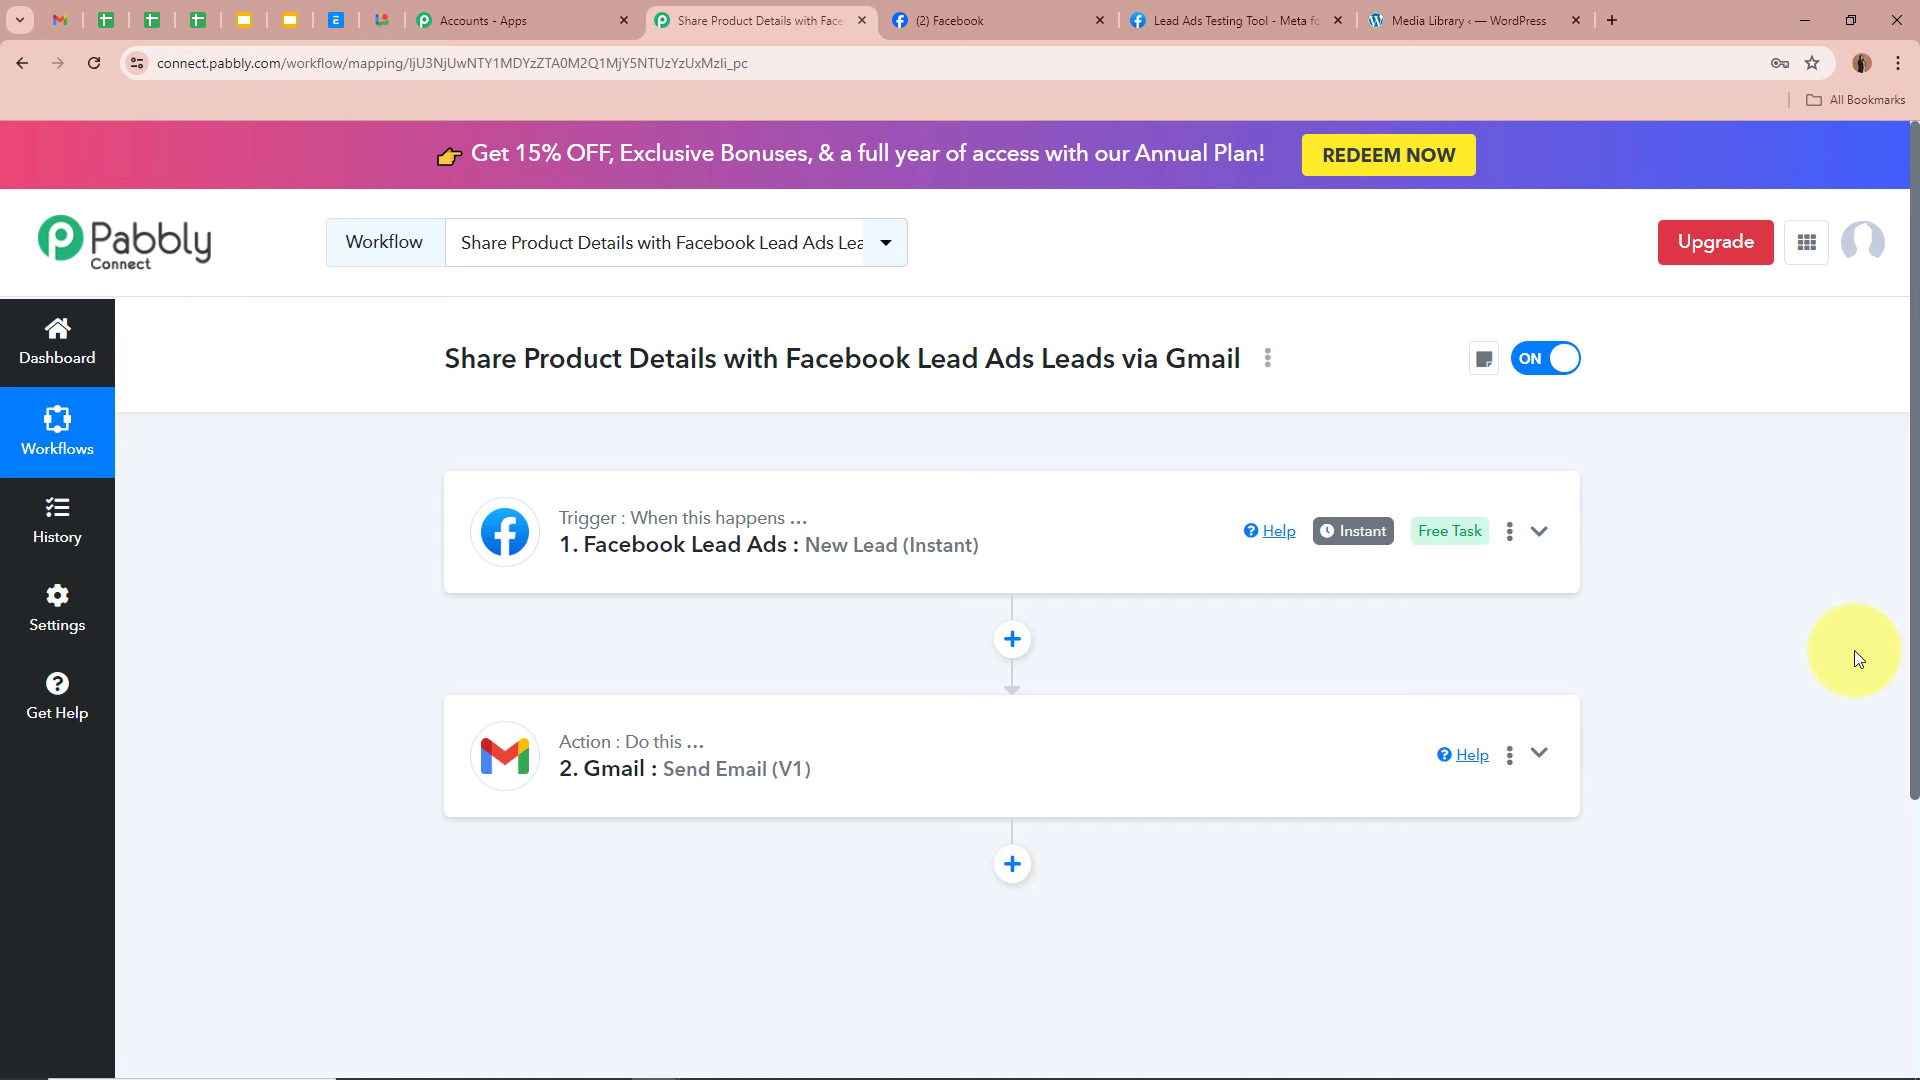 Accounts - Apps
Share Product Details with Face
(2) Facebook
Lead Ads Testing Tool - Meta fo
Media Library ‹ — WordPress
connect.pabbly.com/workflow/mapping/IjU3NjUwNTY1MDYzZTA0M2Q1MjY5NTUzYzUxMzIi_pc
All Bookmarks
👉 Get 15% OFF, Exclusive Bonuses, & a full year of access with our Annual Plan!
REDEEM NOW
Pabbly
Connect
Workflow
Share Product Details with Facebook Lead Ads Lea
Upgrade
Dashboard
Workflows
History
Settings
Get Help
Share Product Details with Facebook Lead Ads Leads via Gmail
ON
Trigger : When this happens ...
1. Facebook Lead Ads : New Lead (Instant)
Help
Instant
Free Task
Action : Do this ...
2. Gmail : Send Email (V1)
Help